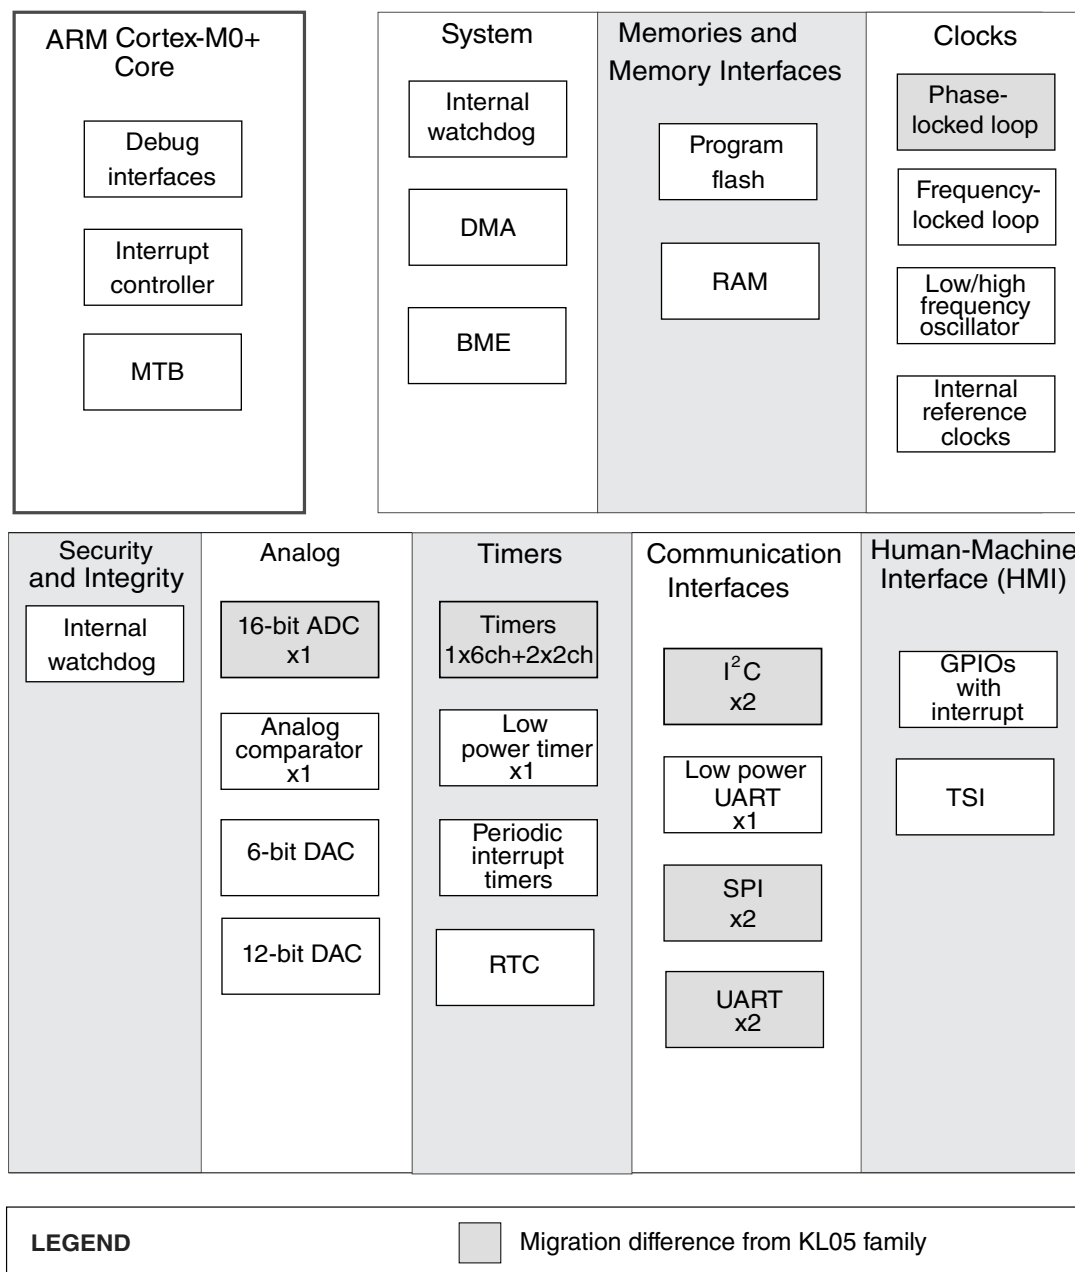 ARM Cortex-M0+
Core
Debug
interfaces
Interrupt
controller
MTB
System
Internal
watchdog
DMA
BME
Memories and
Memory Interfaces
Program
flash
RAM
Clocks
Phase-
locked loop
Frequency-
locked loop
Low/high
frequency
oscillator
Internal
reference
clocks
Security
and Integrity
Internal
watchdog
Analog
16-bit ADC
x1
Analog
comparator
x1
6-bit DAC
12-bit DAC
Timers
Timers
1x6ch+2x2ch
Low
power timer
x1
Periodic
interrupt
timers
RTC
Communication
Interfaces
I²C
x2
Low power
UART
x1
SPI
x2
UART
x2
Human-Machine
Interface (HMI)
GPIOs
with
interrupt
TSI
LEGEND
Migration difference from KL05 family